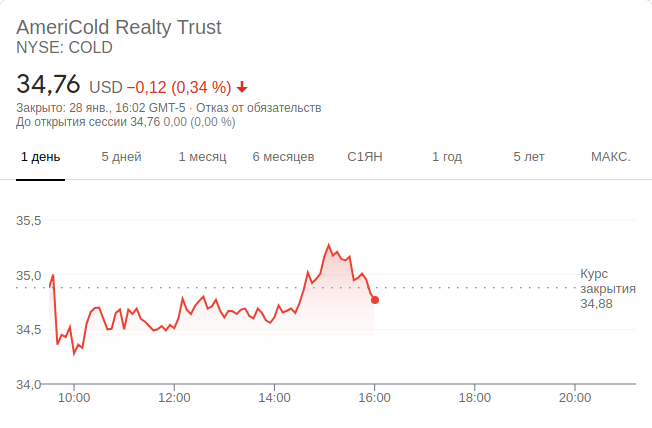 AmeriCold Realty Trust
NYSE: COLD
34,76 USD −0,12 (0,34 %)
Закрыто: 28 янв., 16:02 GMT-5 · Отказ от обязательств
До открытия сессии 34,76 0,00 (0,00 %)
1 день 5 дней 1 месяц 6 месяцев С1ЯН 1 год 5 лет МАКС.
35,5
35,0
34,5
34,0
Курс
закрытия
34,88
10:00 12:00 14:00 16:00 18:00 20:00